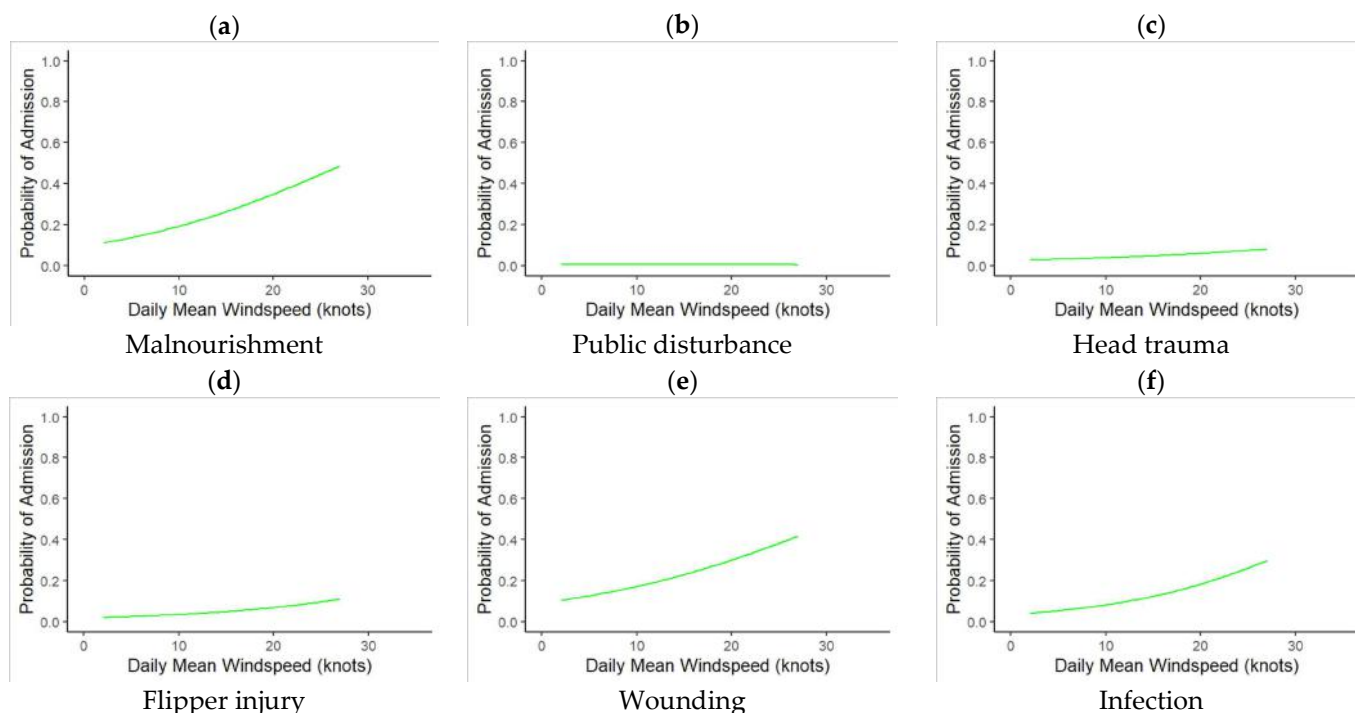 (a)
Probability of Admission
1.0
0.8
0.6
0.4
0.2
0.0
0 10 20 30
Daily Mean Windspeed (knots)
Malnourishment
(b)
Probability of Admission
1.0
0.8
0.6
0.4
0.2
0.0
0 10 20 30
Daily Mean Windspeed (knots)
Public disturbance
(c)
Probability of Admission
1.0
0.8
0.6
0.4
0.2
0.0
0 10 20 30
Daily Mean Windspeed (knots)
Head trauma
(d)
Probability of Admission
1.0
0.8
0.6
0.4
0.2
0.0
0 10 20 30
Daily Mean Windspeed (knots)
Flipper injury
(e)
Probability of Admission
1.0
0.8
0.6
0.4
0.2
0.0
0 10 20 30
Daily Mean Windspeed (knots)
Wounding
(f)
Probability of Admission
1.0
0.8
0.6
0.4
0.2
0.0
0 10 20 30
Daily Mean Windspeed (knots)
Infection